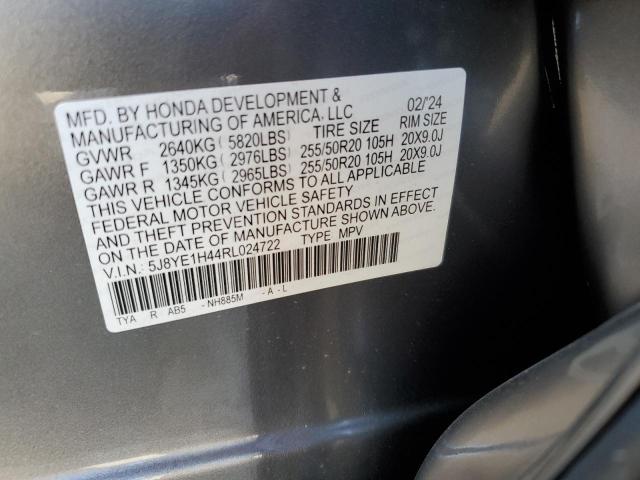 MFD. BY HONDA DEVELOPMENT &
MANUFACTURING OF AMERICA, LLC 02/'24
GVWR 2640KG ( 5820LBS) TIRE SIZE RIM SIZE
GAWR F 1350KG ( 2976LBS) 255/50R20 105H 20X9.0J
GAWR R 1345KG ( 2965LBS) 255/50R20 105H 20X9.0J
THIS VEHICLE CONFORMS TO ALL APPLICABLE
FEDERAL MOTOR VEHICLE SAFETY
AND THEFT PREVENTION STANDARDS IN EFFECT
ON THE DATE OF MANUFACTURE SHOWN ABOVE.
V.I.N.: 5J8YE1H44RL024722 TYPE MPV
TYA R AB5 -NH885M -A-L